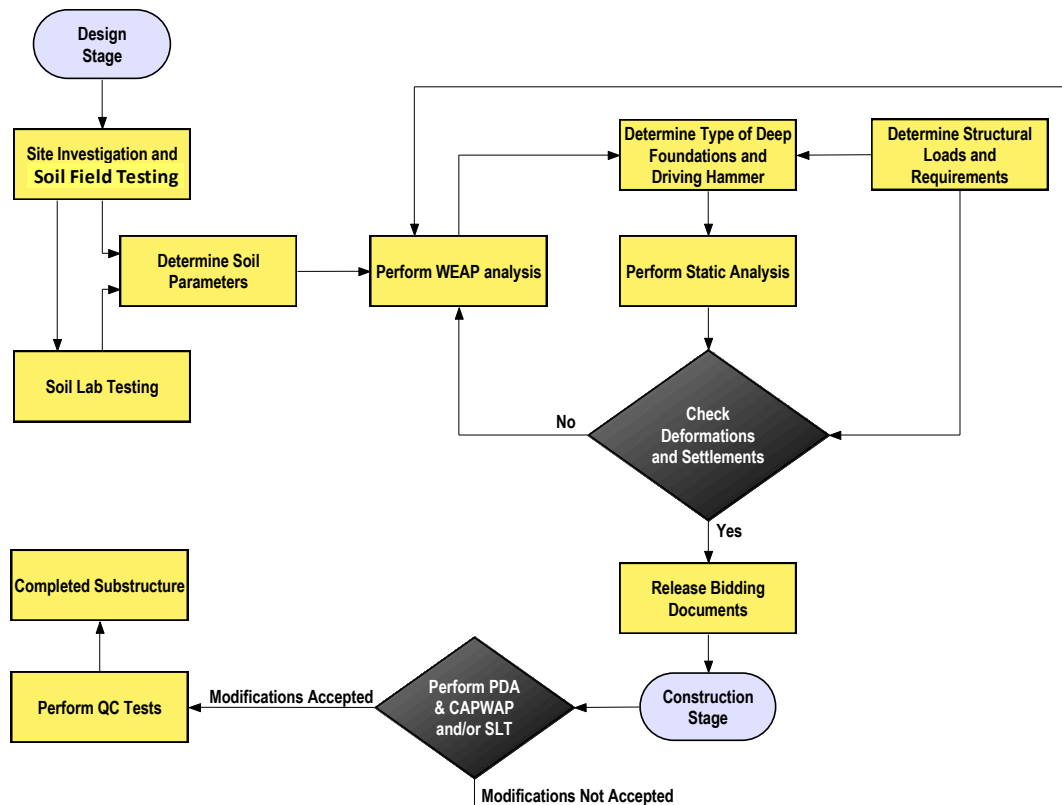 Design
Stage
Site Investigation and
Soil Field Testing
Determine Type of Deep
Foundations and
Driving Hammer
Determine Structural
Loads and
Requirements
Determine Soil
Parameters
Perform WEAP analysis
Perform Static Analysis
Soil Lab Testing
Check
Deformations
and Settlements
No
Yes
Release Bidding
Documents
Completed Substructure
Construction
Stage
Perform PDA
& CAPWAP
and/or SLT
Modifications Accepted
Perform QC Tests
Modifications Not Accepted